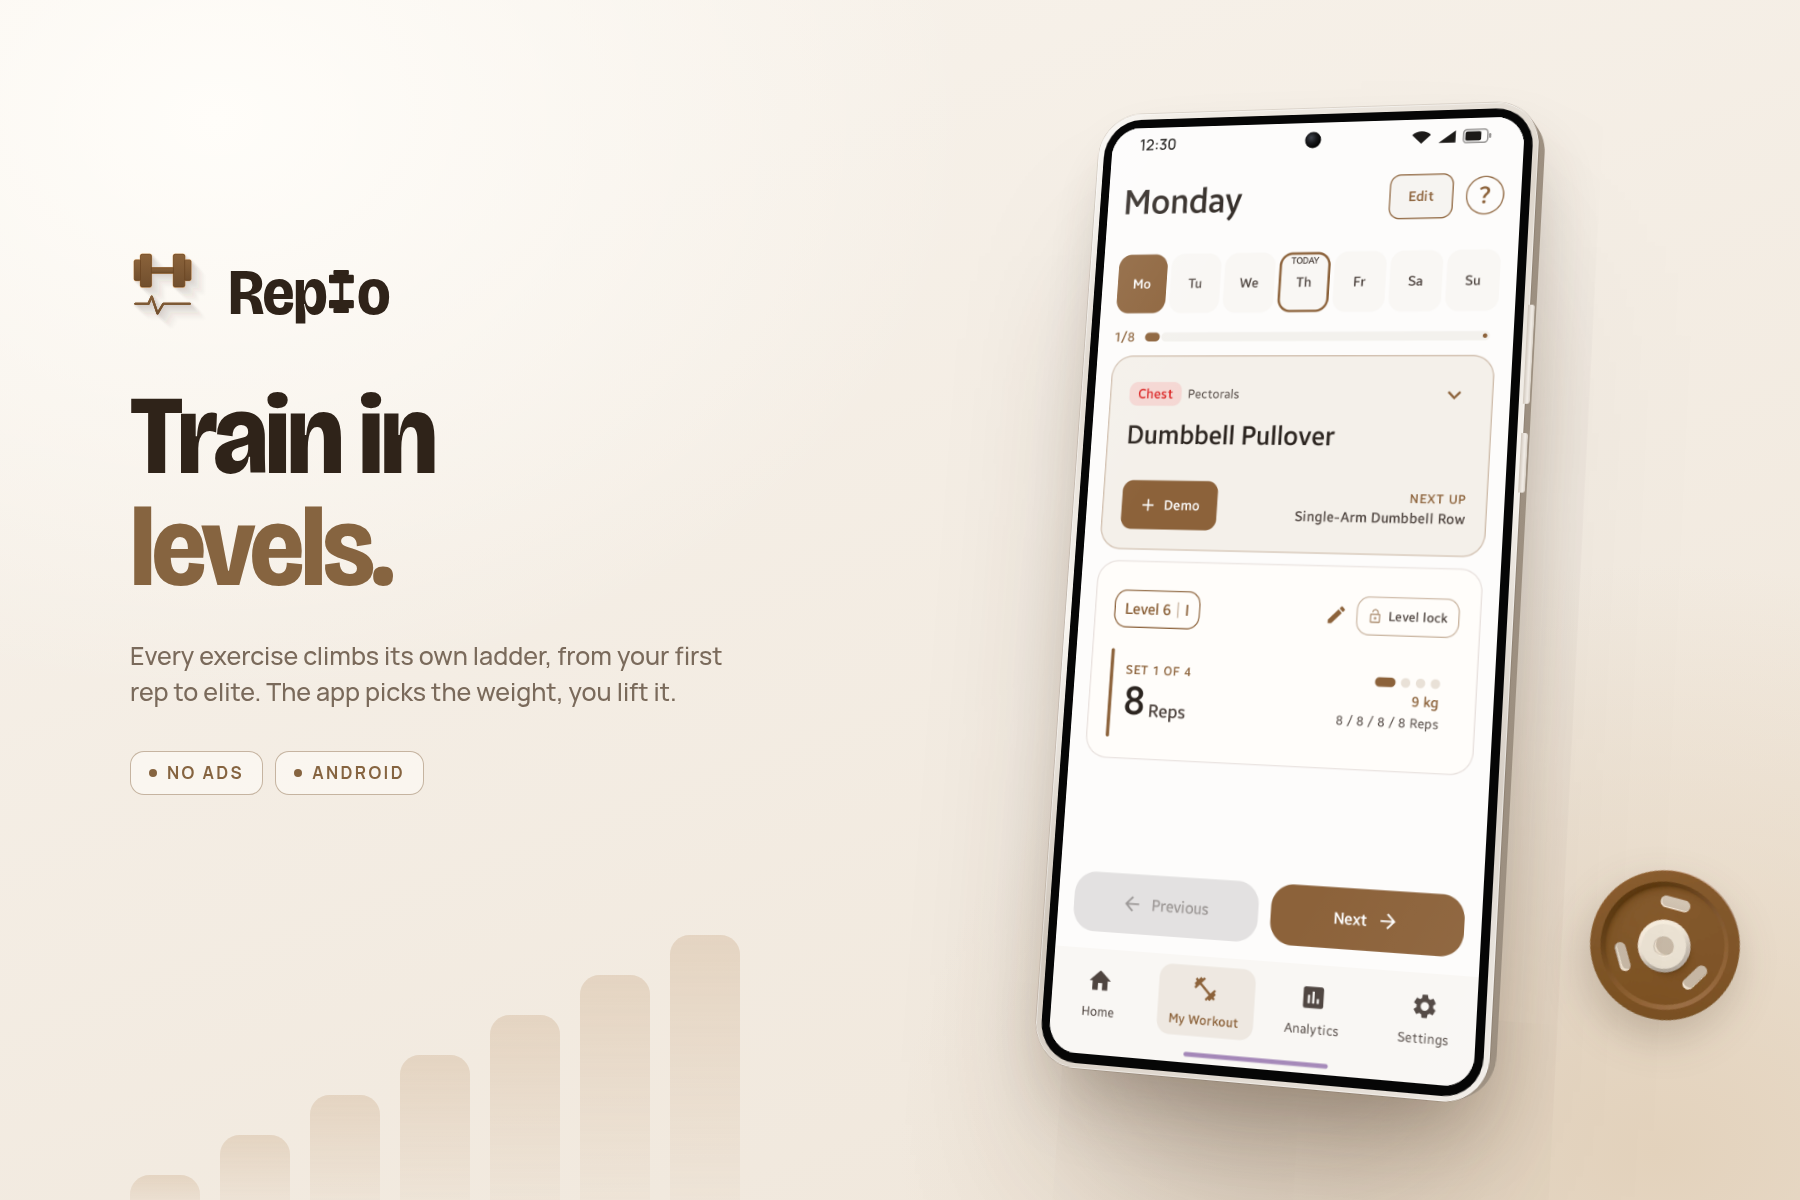 Repio
Train in
levels.
Every exercise climbs its own ladder, from your first
rep to elite. The app picks the weight, you lift it.
NO ADS
ANDROID
12:30
Monday
Edit
?
Mo
Tu
We
TODAY
Th
Fr
Sa
Su
1/8
Chest Pectorals
Dumbbell Pullover
+ Demo
NEXT UP
Single-Arm Dumbbell Row
Level 6 | I
Level lock
SET 1 OF 4
8 Reps
9 kg
8 / 8 / 8 / 8 Reps
← Previous
Next →
Home
My Workout
Analytics
Settings